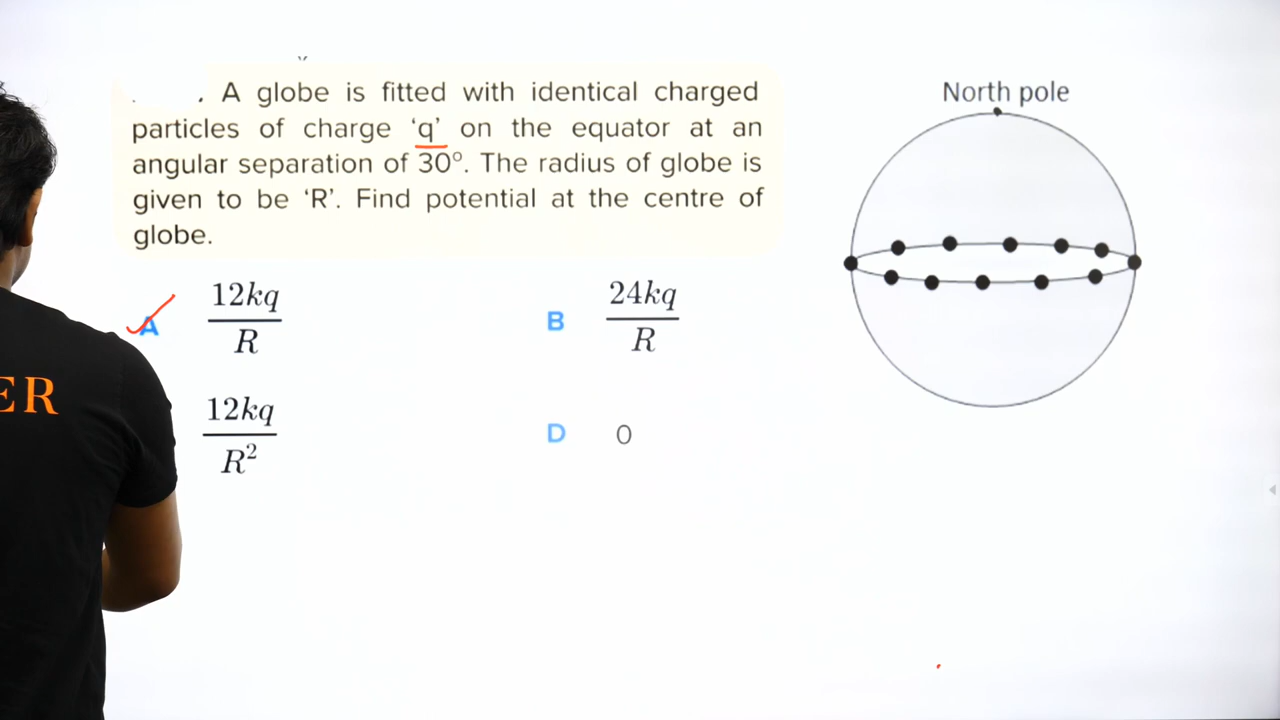 . A globe is fitted with identical charged
particles of charge ‘q’ on the equator at an
angular separation of 30°. The radius of globe is
given to be ‘R’. Find potential at the centre of
globe.
North pole
A 12kq/R
B 24kq/R
12kq/R²
D 0
ER